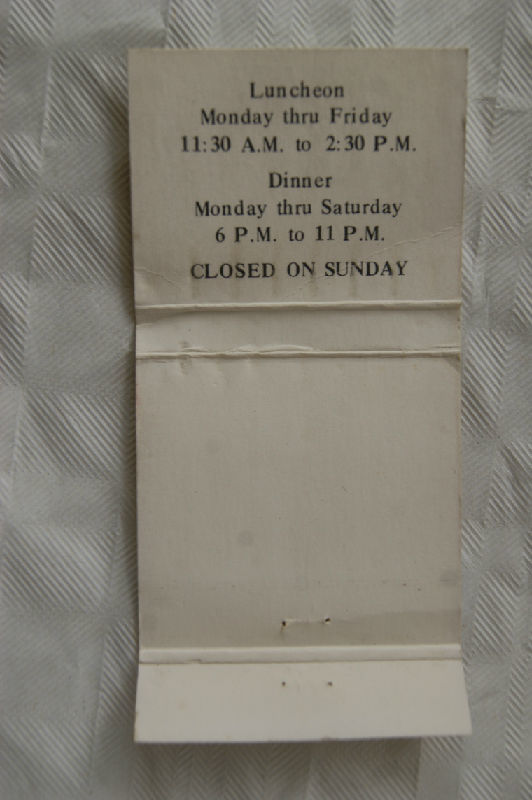 Luncheon
Monday thru Friday
11:30 A.M. to 2:30 P.M.
Dinner
Monday thru Saturday
6 P.M. to 11 P.M.
CLOSED ON SUNDAY